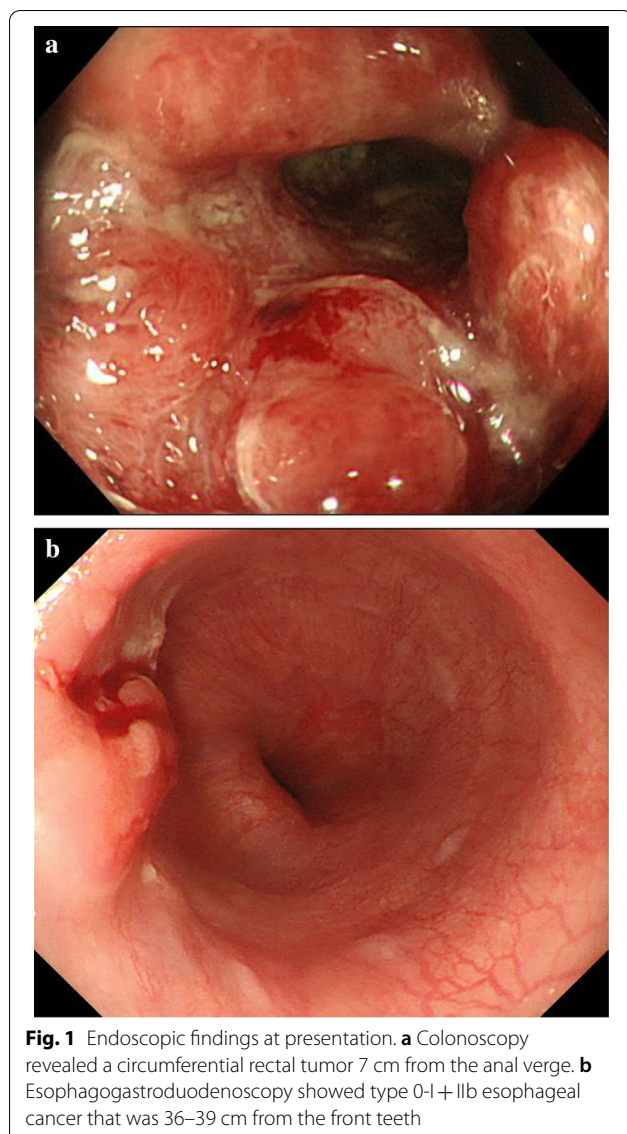 a
b
Fig. 1 Endoscopic findings at presentation. a Colonoscopy
revealed a circumferential rectal tumor 7 cm from the anal verge. b
Esophagogastroduodenoscopy showed type 0-I + IIb esophageal
cancer that was 36–39 cm from the front teeth